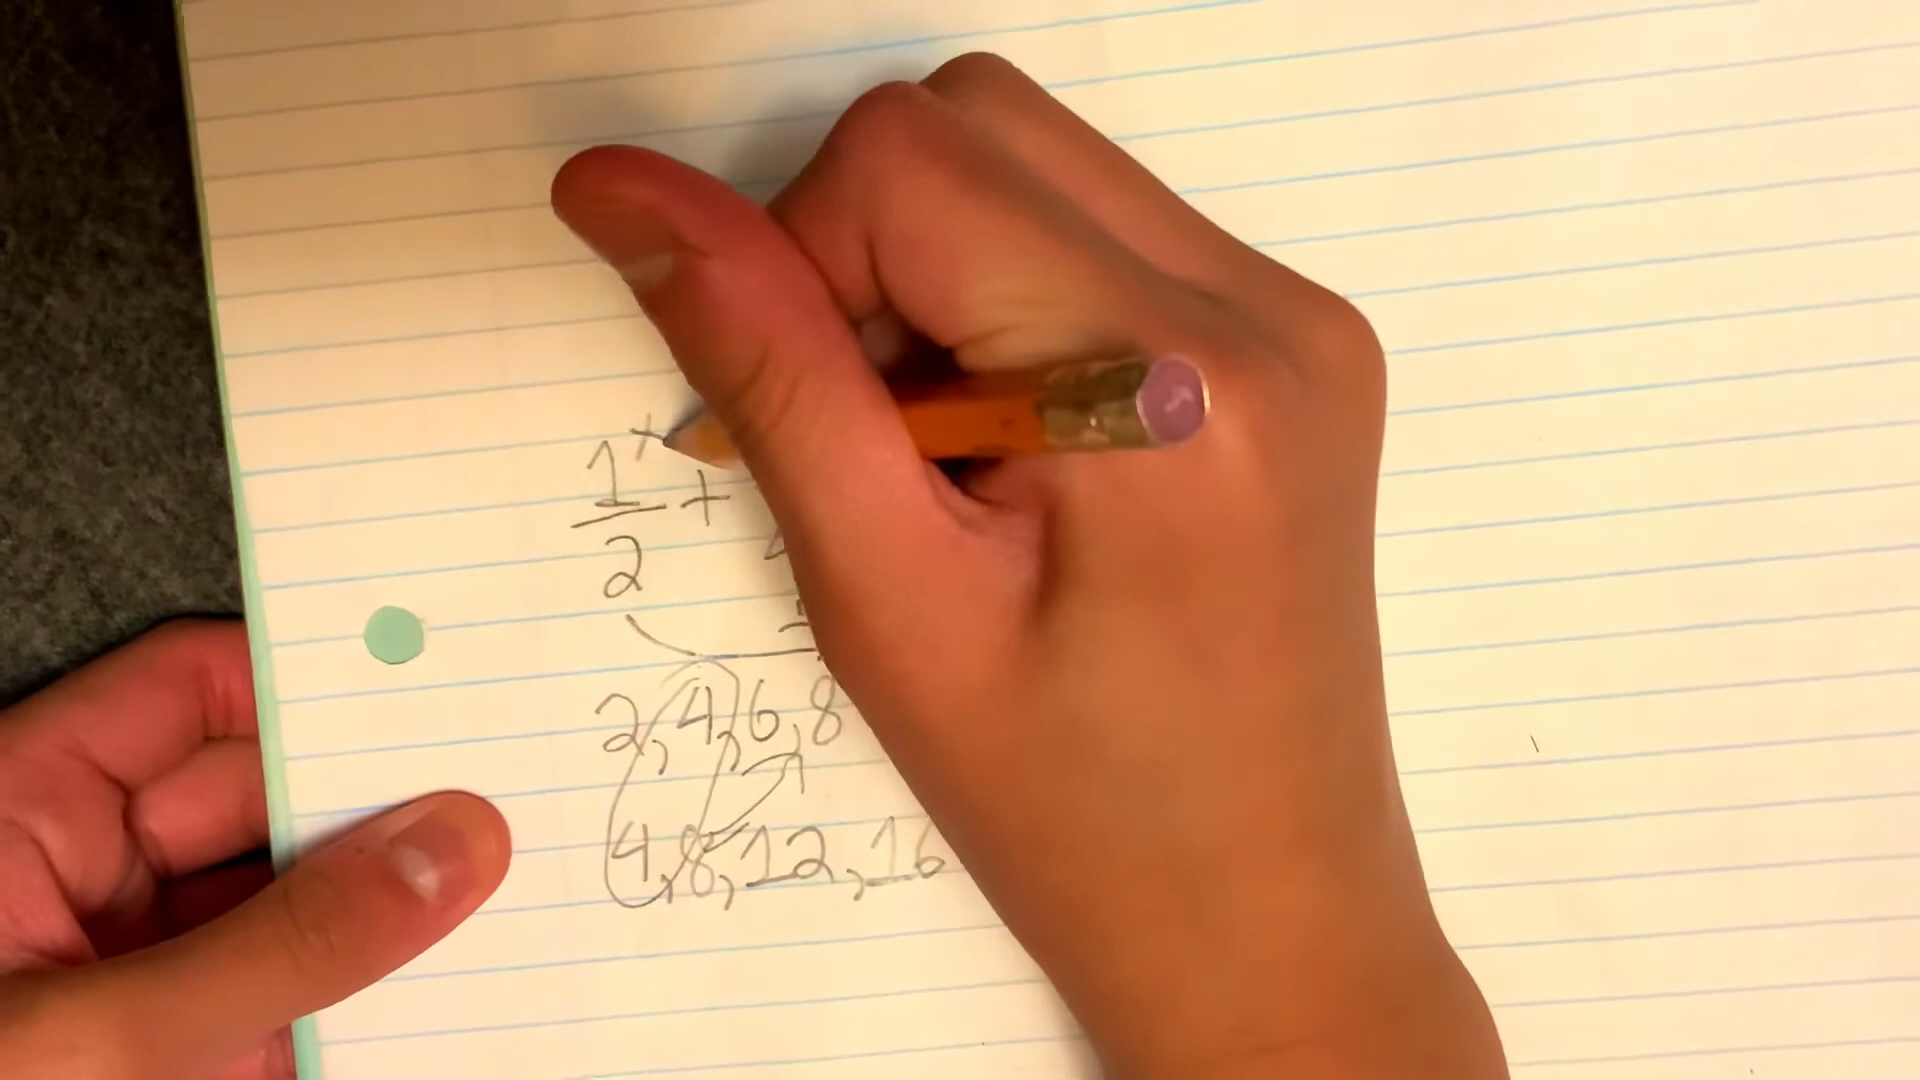 1× +
2
2, 4, 6, 8
4, 8, 12, 16